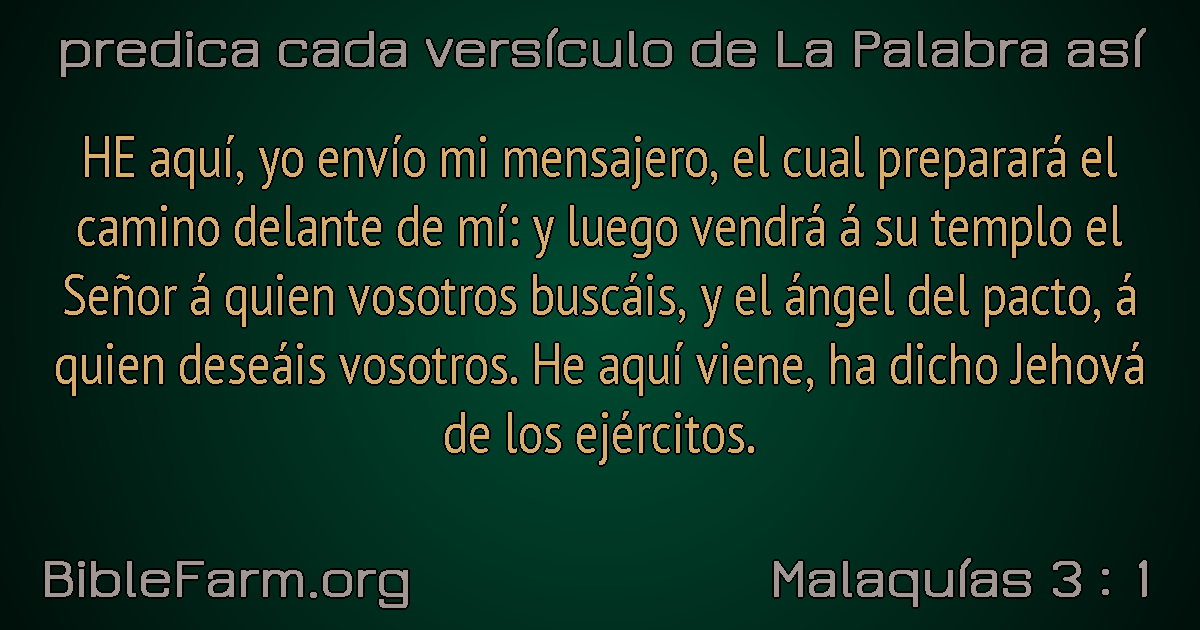 predica cada versículo de La Palabra así
HE aquí, yo envío mi mensajero, el cual preparará el
camino delante de mí: y luego vendrá á su templo el
Señor á quien vosotros buscáis, y el ángel del pacto, á
quien deseáis vosotros. He aquí viene, ha dicho Jehová
de los ejércitos.
BibleFarm.org
Malaquías 3 : 1